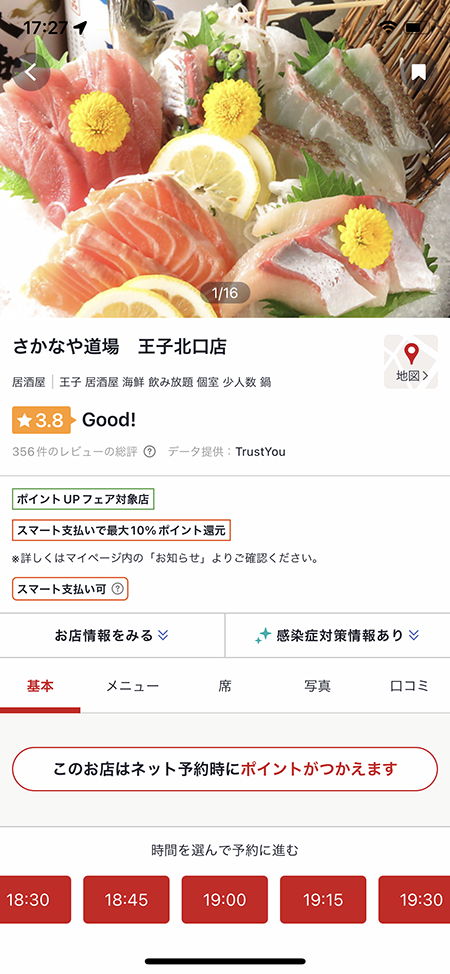 17:27
1/16
さかなや道場　王子北口店
地図
居酒屋 | 王子 居酒屋 海鮮 飲み放題 個室 少人数 鍋
3.8 Good!
356件のレビューの総評 ? データ提供：TrustYou
ポイントUPフェア対象店
スマート支払いで最大10%ポイント還元
※詳しくはマイページ内の「お知らせ」よりご確認ください。
スマート支払い可 ?
お店情報をみる 感染症対策情報あり
基本 メニュー 席 写真 口コミ
このお店はネット予約時にポイントがつかえます
時間を選んで予約に進む
18:30 18:45 19:00 19:15 19:30